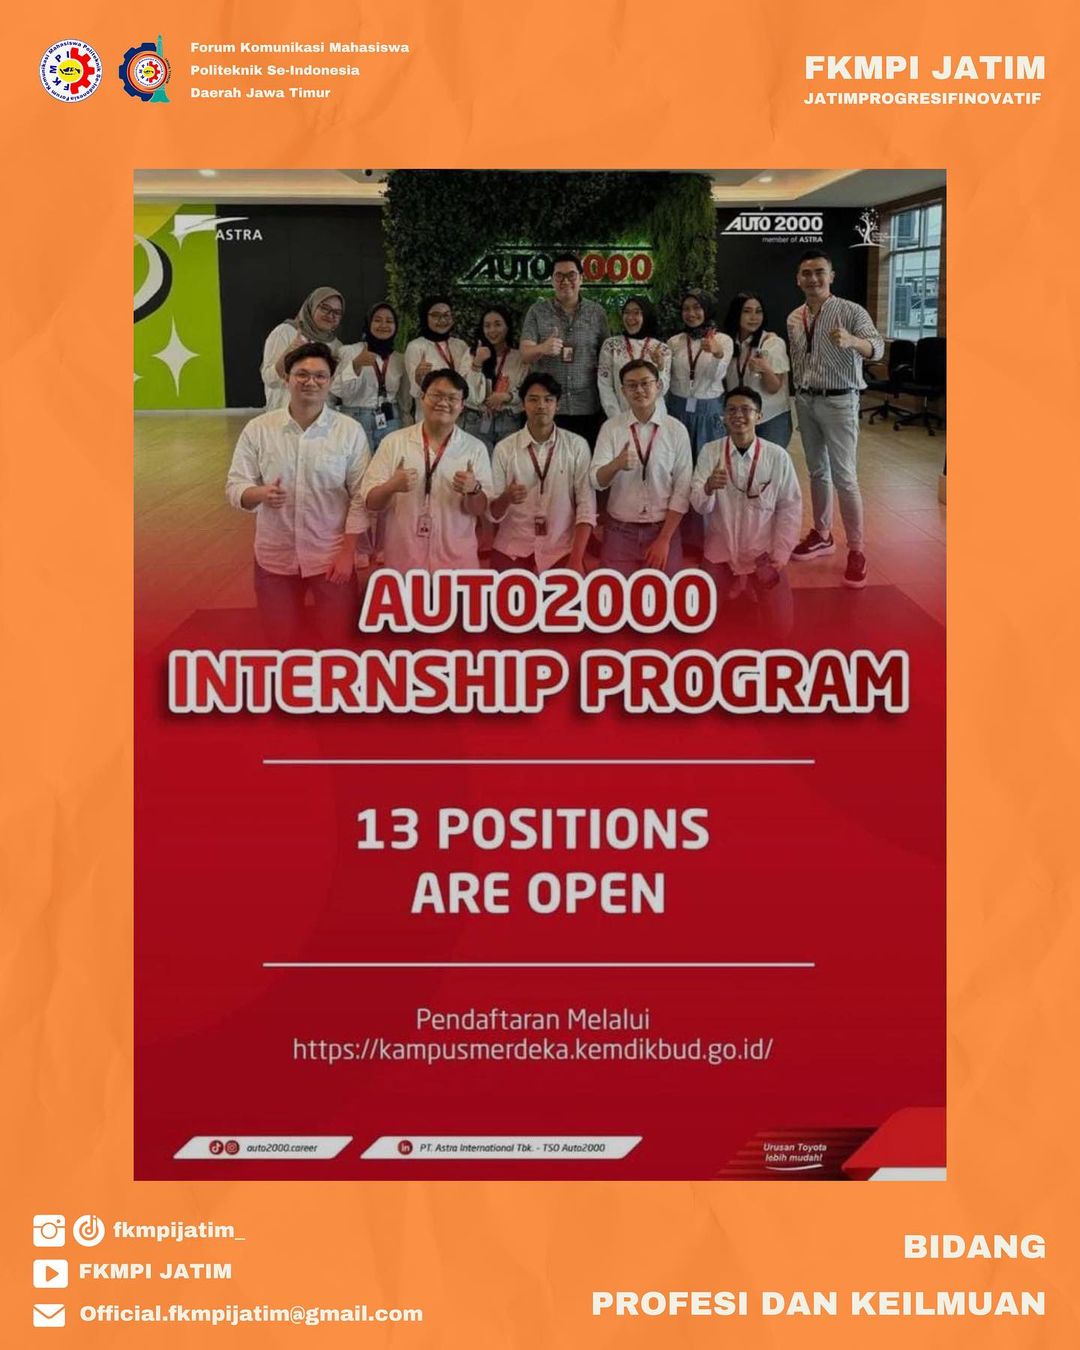 Forum Komunikasi Mahasiswa
Politeknik Se-Indonesia
Daerah Jawa Timur
FKMPI JATIM
JATIMPROGRESIFINOVATIF
ASTRA
AUTO 2000
member of ASTRA
AUTO2000
AUTO2000
INTERNSHIP PROGRAM
13 POSITIONS
ARE OPEN
Pendaftaran Melalui
https://kampusmerdeka.kemdikbud.go.id/
auto2000.career
PT. Astra International Tbk. - TSO Auto2000
Urusan Toyota
lebih mudah!
fkmpijatim_
FKMPI JATIM
Official.fkmpijatim@gmail.com
BIDANG
PROFESI DAN KEILMUAN